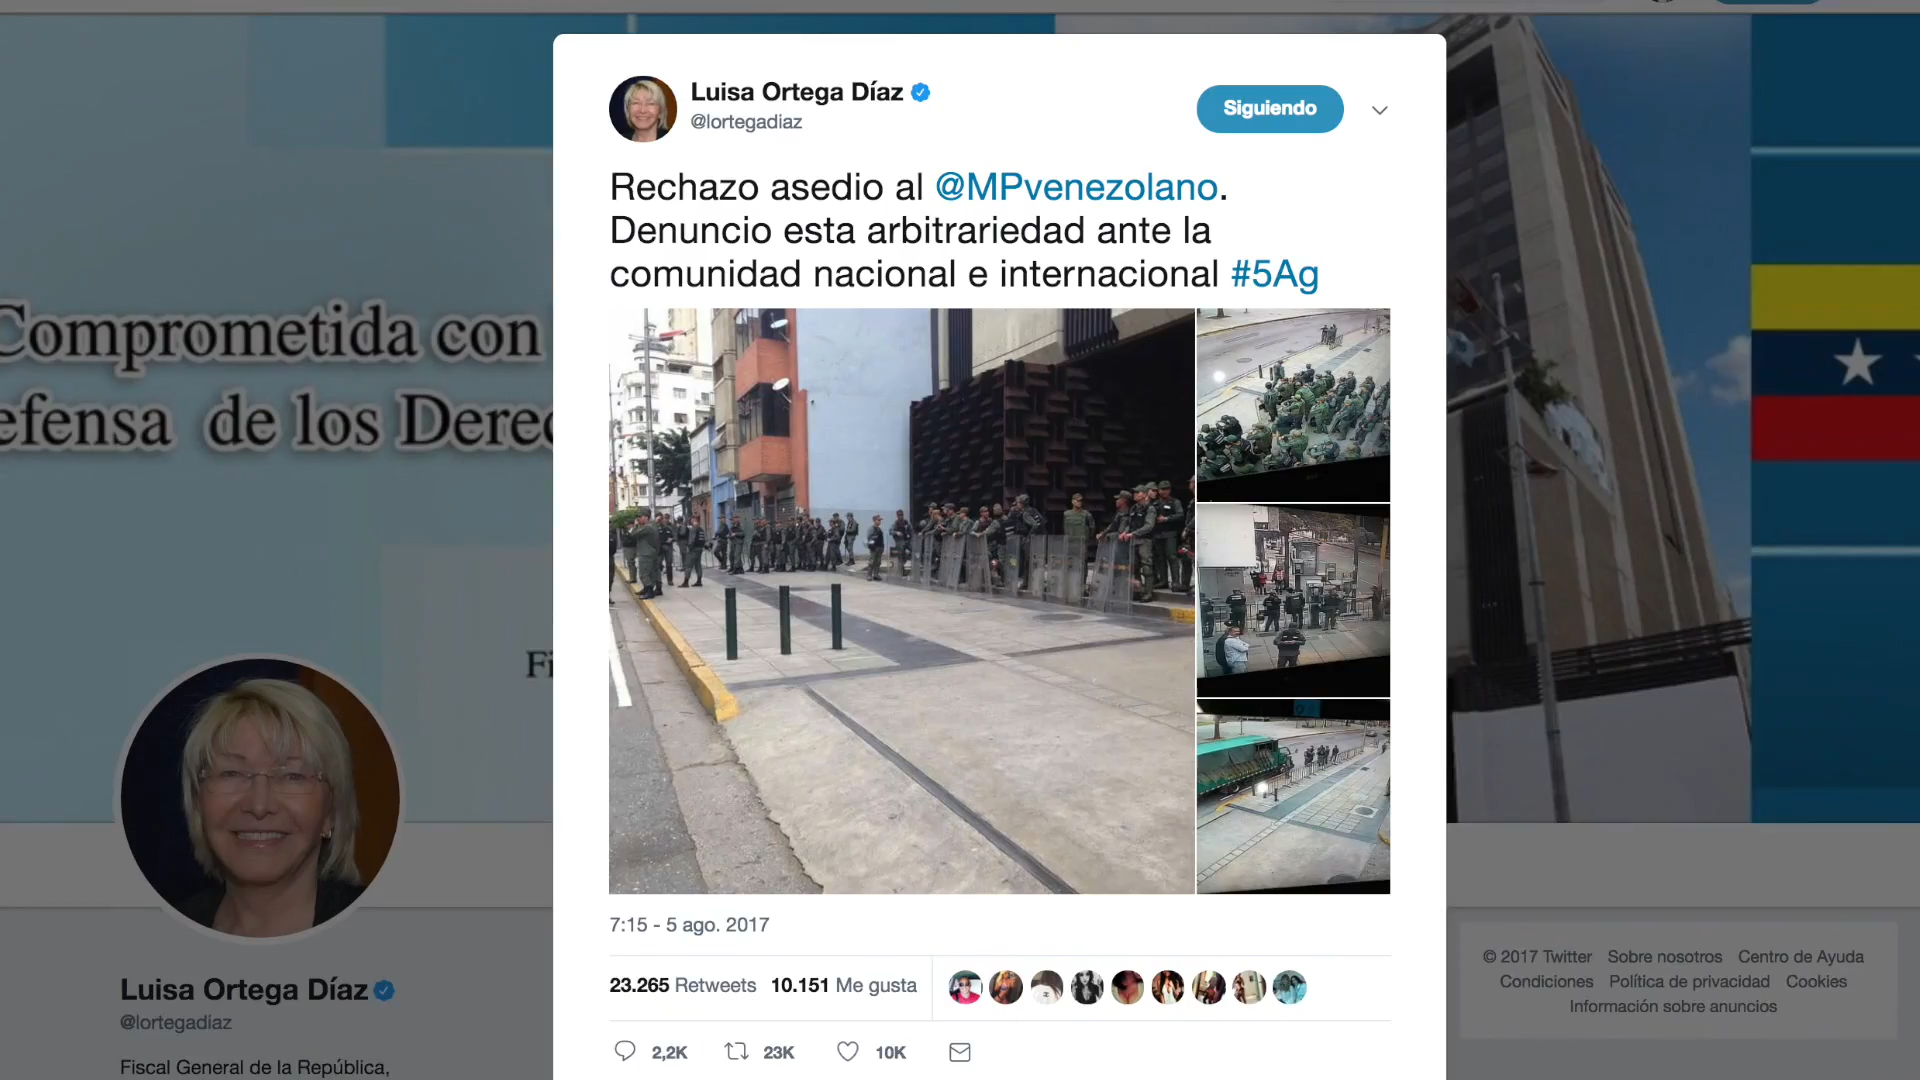 Luisa Ortega Díaz
@lortegadiaz
Siguiendo
Rechazo asedio al @MPvenezolano.
Denuncio esta arbitrariedad ante la
comunidad nacional e internacional #5Ag
7:15 - 5 ago. 2017
23.265 Retweets 10.151 Me gusta
2,2K 23K 10K
Comprometida con
de los
Luisa Ortega Díaz
@lortegadiaz
Fiscal General de la República,
© 2017 Twitter Sobre nosotros Centro de Ayuda
Condiciones Política de privacidad Cookies
Información sobre anuncios